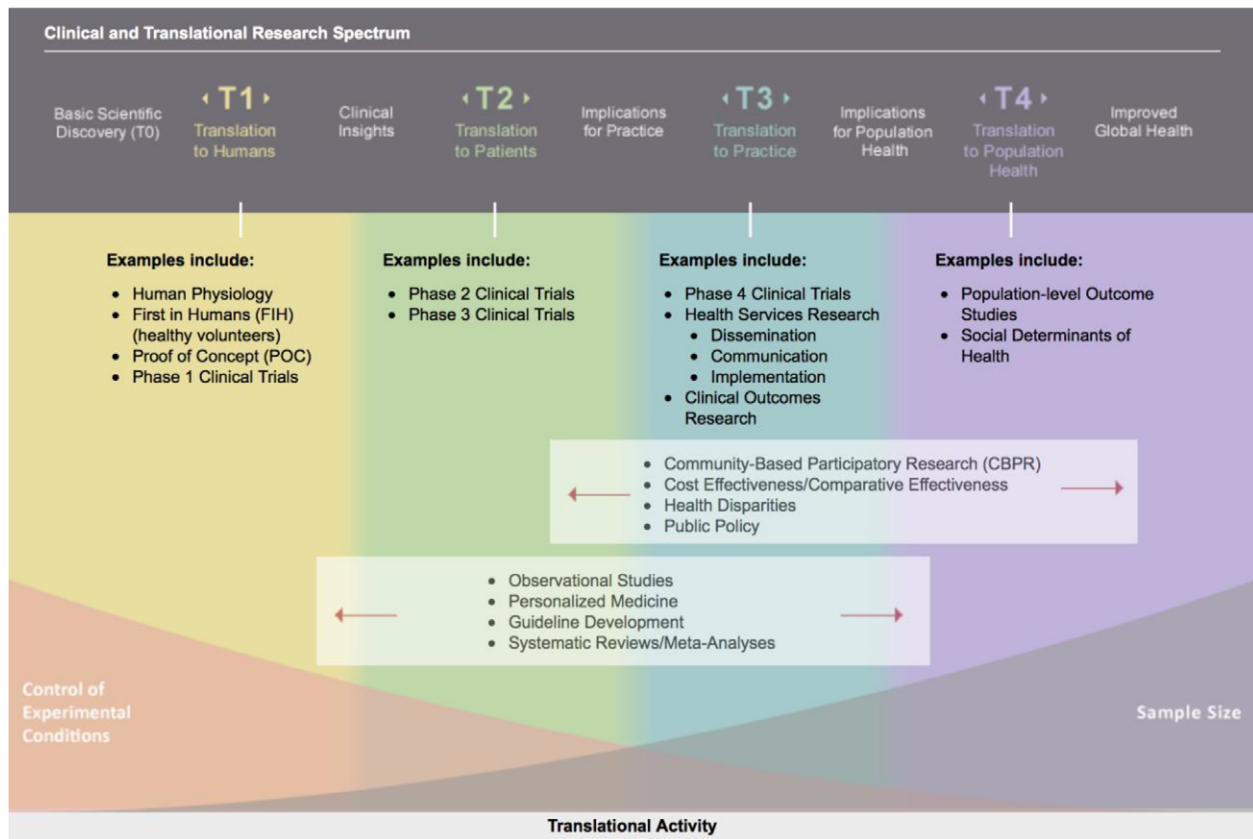 Clinical and Translational Research Spectrum
Basic Scientific
Discovery (T0)
T1
Translation
to Humans
Clinical
Insights
T2
Translation
to Patients
Implications
for Practice
T3
Translation
to Practice
Implications
for Population
Health
T4
Translation
to Population
Health
Improved
Global Health
Examples include:
• Human Physiology
• First in Humans (FIH)
(healthy volunteers)
• Proof of Concept (POC)
• Phase 1 Clinical Trials
Examples include:
• Phase 2 Clinical Trials
• Phase 3 Clinical Trials
Examples include:
• Phase 4 Clinical Trials
• Health Services Research
• Dissemination
• Communication
• Implementation
• Clinical Outcomes
Research
Examples include:
• Population-level Outcome
Studies
• Social Determinants of
Health
• Community-Based Participatory Research (CBPR)
• Cost Effectiveness/Comparative Effectiveness
• Health Disparities
• Public Policy
• Observational Studies
• Personalized Medicine
• Guideline Development
• Systematic Reviews/Meta-Analyses
Control of
Experimental
Conditions
Sample Size
Translational Activity